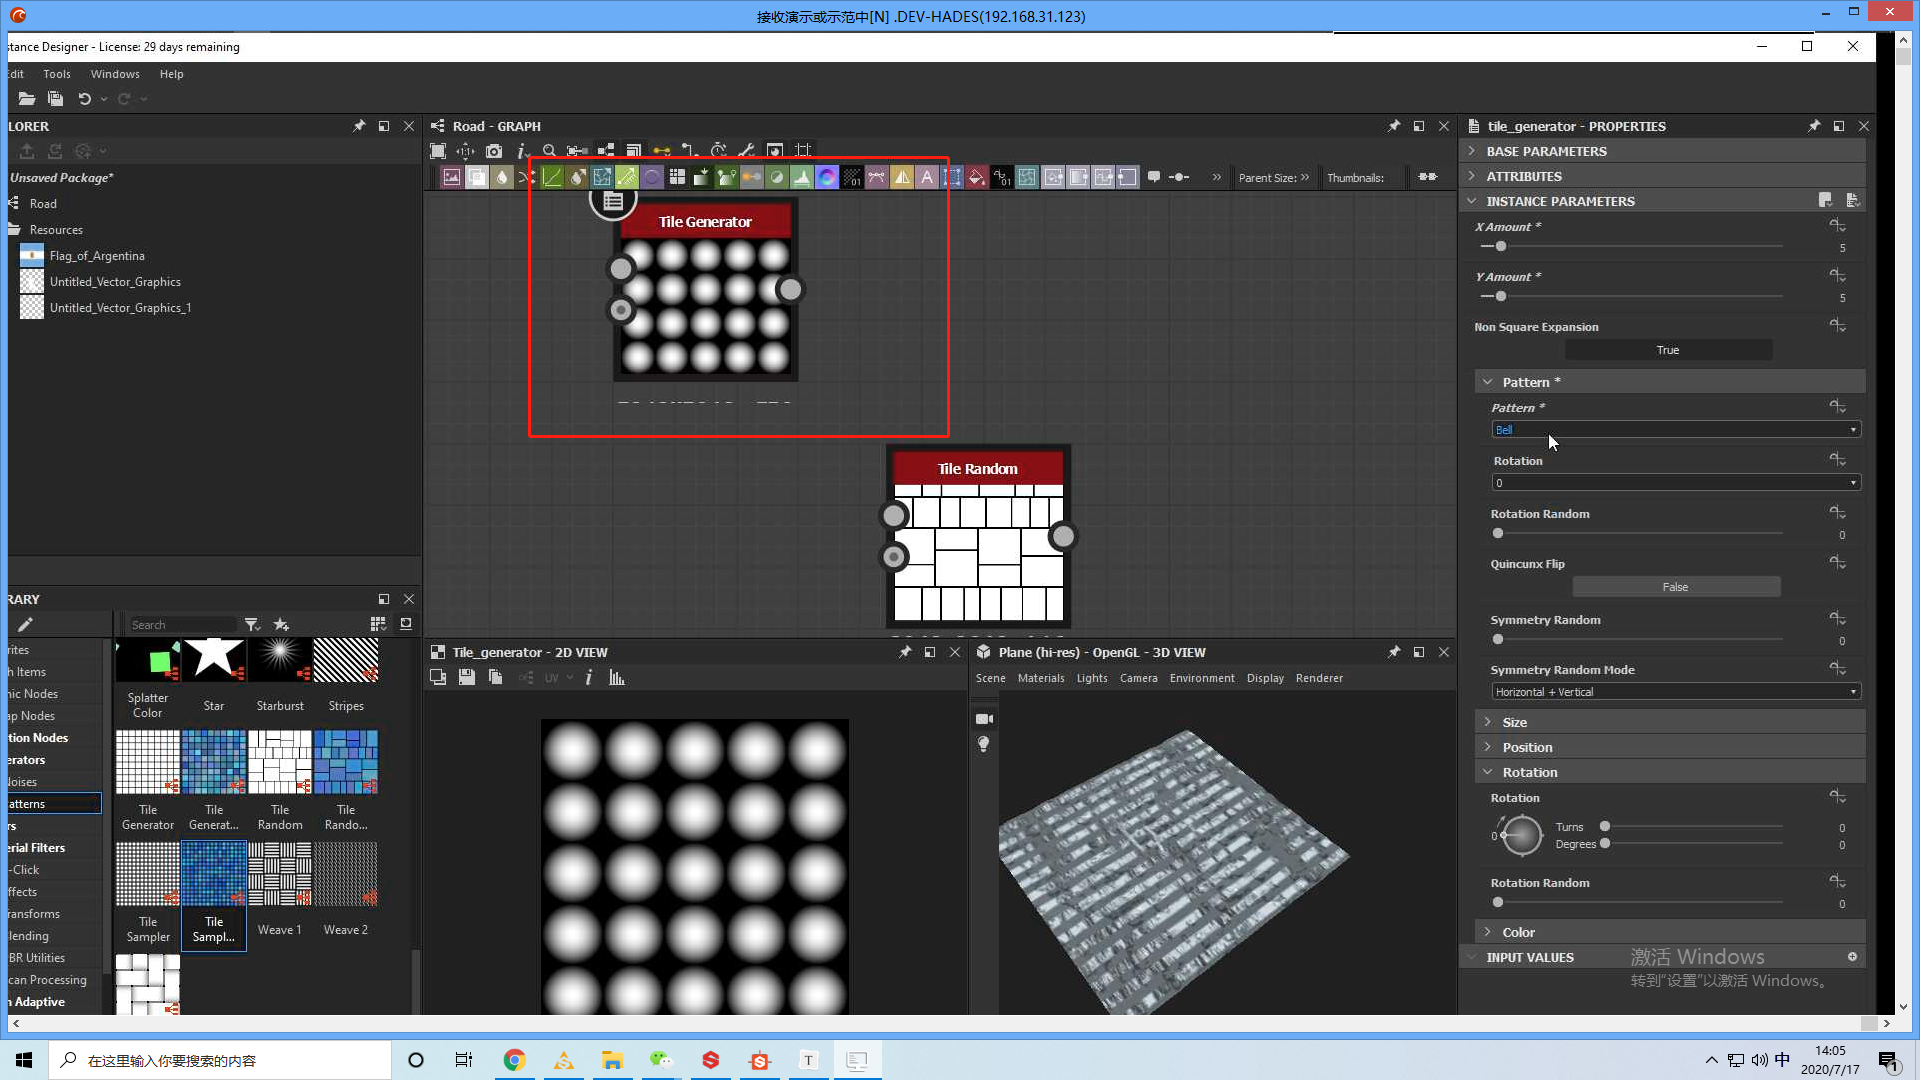 接收演示或示范中[N] .DEV-HADES(192.168.31.123)
stance Designer - License: 29 days remaining
Edit Tools Windows Help
LORER
Unsaved Package*
Road
Resources
Flag_of_Argentina
Untitled_Vector_Graphics
Untitled_Vector_Graphics_1
Road - GRAPH
Parent Size:
Thumbnails:
Tile Generator
Tile Random
RARY
Search
rites
h Items
nic Nodes
ap Nodes
tion Nodes
erators
Noises
atterns
rs
erial Filters
-Click
ffects
ransforms
lending
BR Utilities
can Processing
n Adaptive
Splatter Color
Star
Starburst
Stripes
Tile Generator
Tile Generat...
Tile Random
Tile Rando...
Tile Sampler
Tile Sampl...
Weave 1
Weave 2
Tile_generator - 2D VIEW
UV
Plane (hi-res) - OpenGL - 3D VIEW
Scene Materials Lights Camera Environment Display Renderer
tile_generator - PROPERTIES
BASE PARAMETERS
ATTRIBUTES
INSTANCE PARAMETERS
X Amount *
5
Y Amount *
5
Non Square Expansion
True
Pattern *
Pattern *
Bell
Rotation
0
Rotation Random
0
Quincunx Flip
False
Symmetry Random
0
Symmetry Random Mode
Horizontal + Vertical
Size
Position
Rotation
Rotation
0
Turns 0
Degrees 0
Rotation Random
0
Color
INPUT VALUES
激活 Windows
转到"设置"以激活 Windows。
在这里输入你要搜索的内容
中
14:05
2020/7/17
1